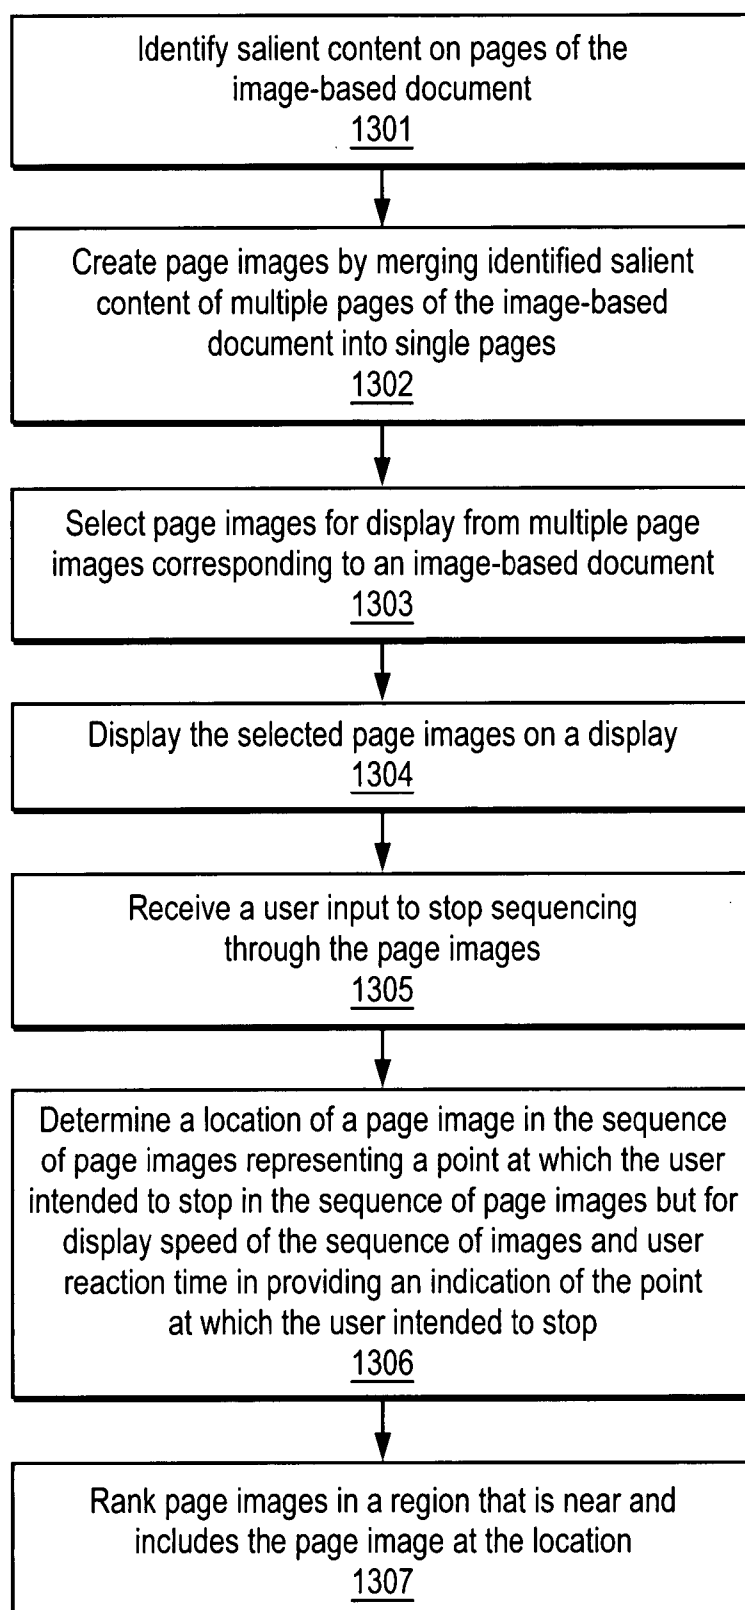 Identify salient content on pages of the
image-based document
1301
Create page images by merging identified salient
content of multiple pages of the image-based
document into single pages
1302
Select page images for display from multiple page
images corresponding to an image-based document
1303
Display the selected page images on a display
1304
Receive a user input to stop sequencing
through the page images
1305
Determine a location of a page image in the sequence
of page images representing a point at which the user
intended to stop in the sequence of page images but for
display speed of the sequence of images and user
reaction time in providing an indication of the point
at which the user intended to stop
1306
Rank page images in a region that is near and
includes the page image at the location
1307